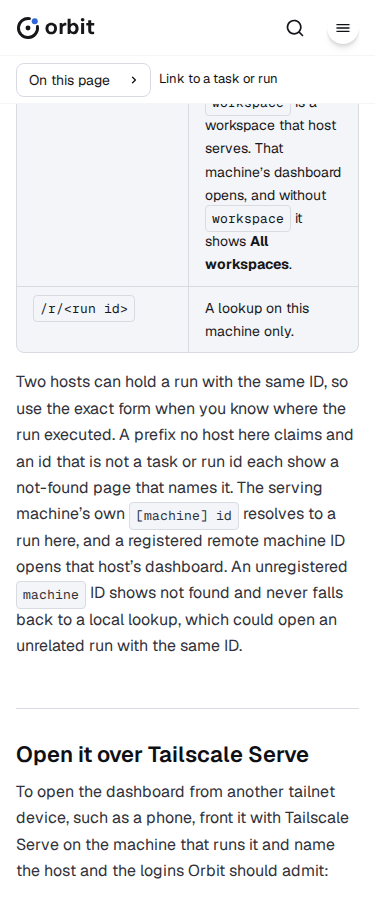 orbit
On this page
Link to a task or run
workspace is a
workspace that host
serves. That
machine's dashboard
opens, and without
workspace it
shows All
workspaces.
/r/<run id>
A lookup on this
machine only.
Two hosts can hold a run with the same ID, so
use the exact form when you know where the
run executed. A prefix no host here claims and
an id that is not a task or run id each show a
not-found page that names it. The serving
machine's own [machine] id resolves to a
run here, and a registered remote machine ID
opens that host's dashboard. An unregistered
machine ID shows not found and never falls
back to a local lookup, which could open an
unrelated run with the same ID.
Open it over Tailscale Serve
To open the dashboard from another tailnet
device, such as a phone, front it with Tailscale
Serve on the machine that runs it and name
the host and the logins Orbit should admit: